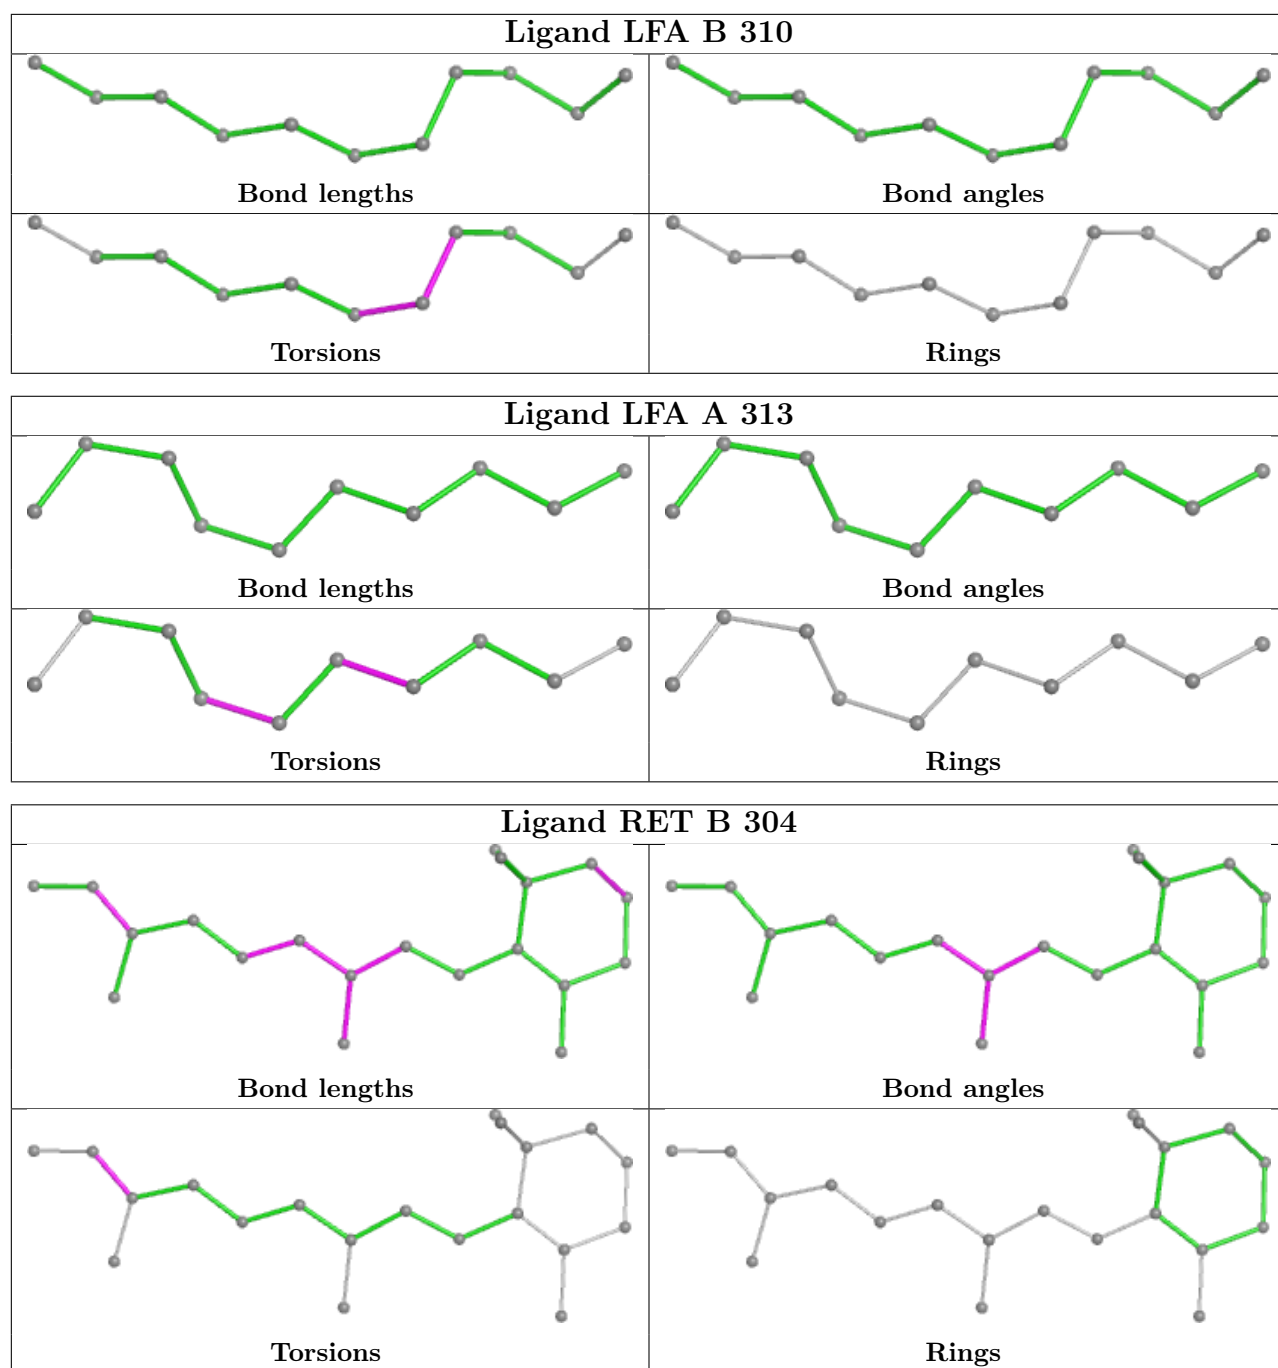 Ligand LFA B 310
Bond lengths
Bond angles
Torsions
Rings
Ligand LFA A 313
Bond lengths
Bond angles
Torsions
Rings
Ligand RET B 304
Bond lengths
Bond angles
Torsions
Rings